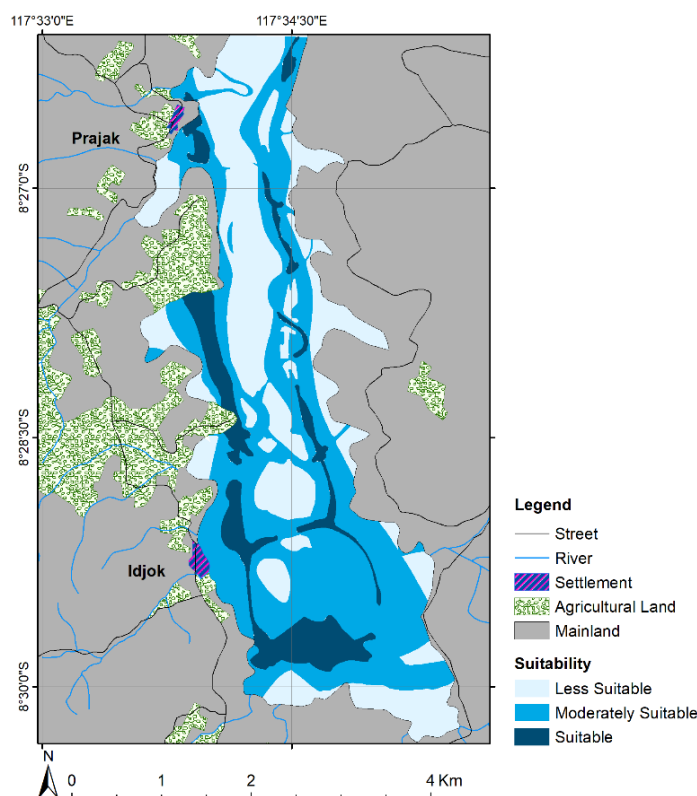 117°33'0"E 117°34'30"E
Prajak
8°27'0"S
8°28'30"S
Idjok
8°30'0"S
Legend
Street
River
Settlement
Agricultural Land
Mainland
Suitability
Less Suitable
Moderately Suitable
Suitable
N
0 1 2 4 Km